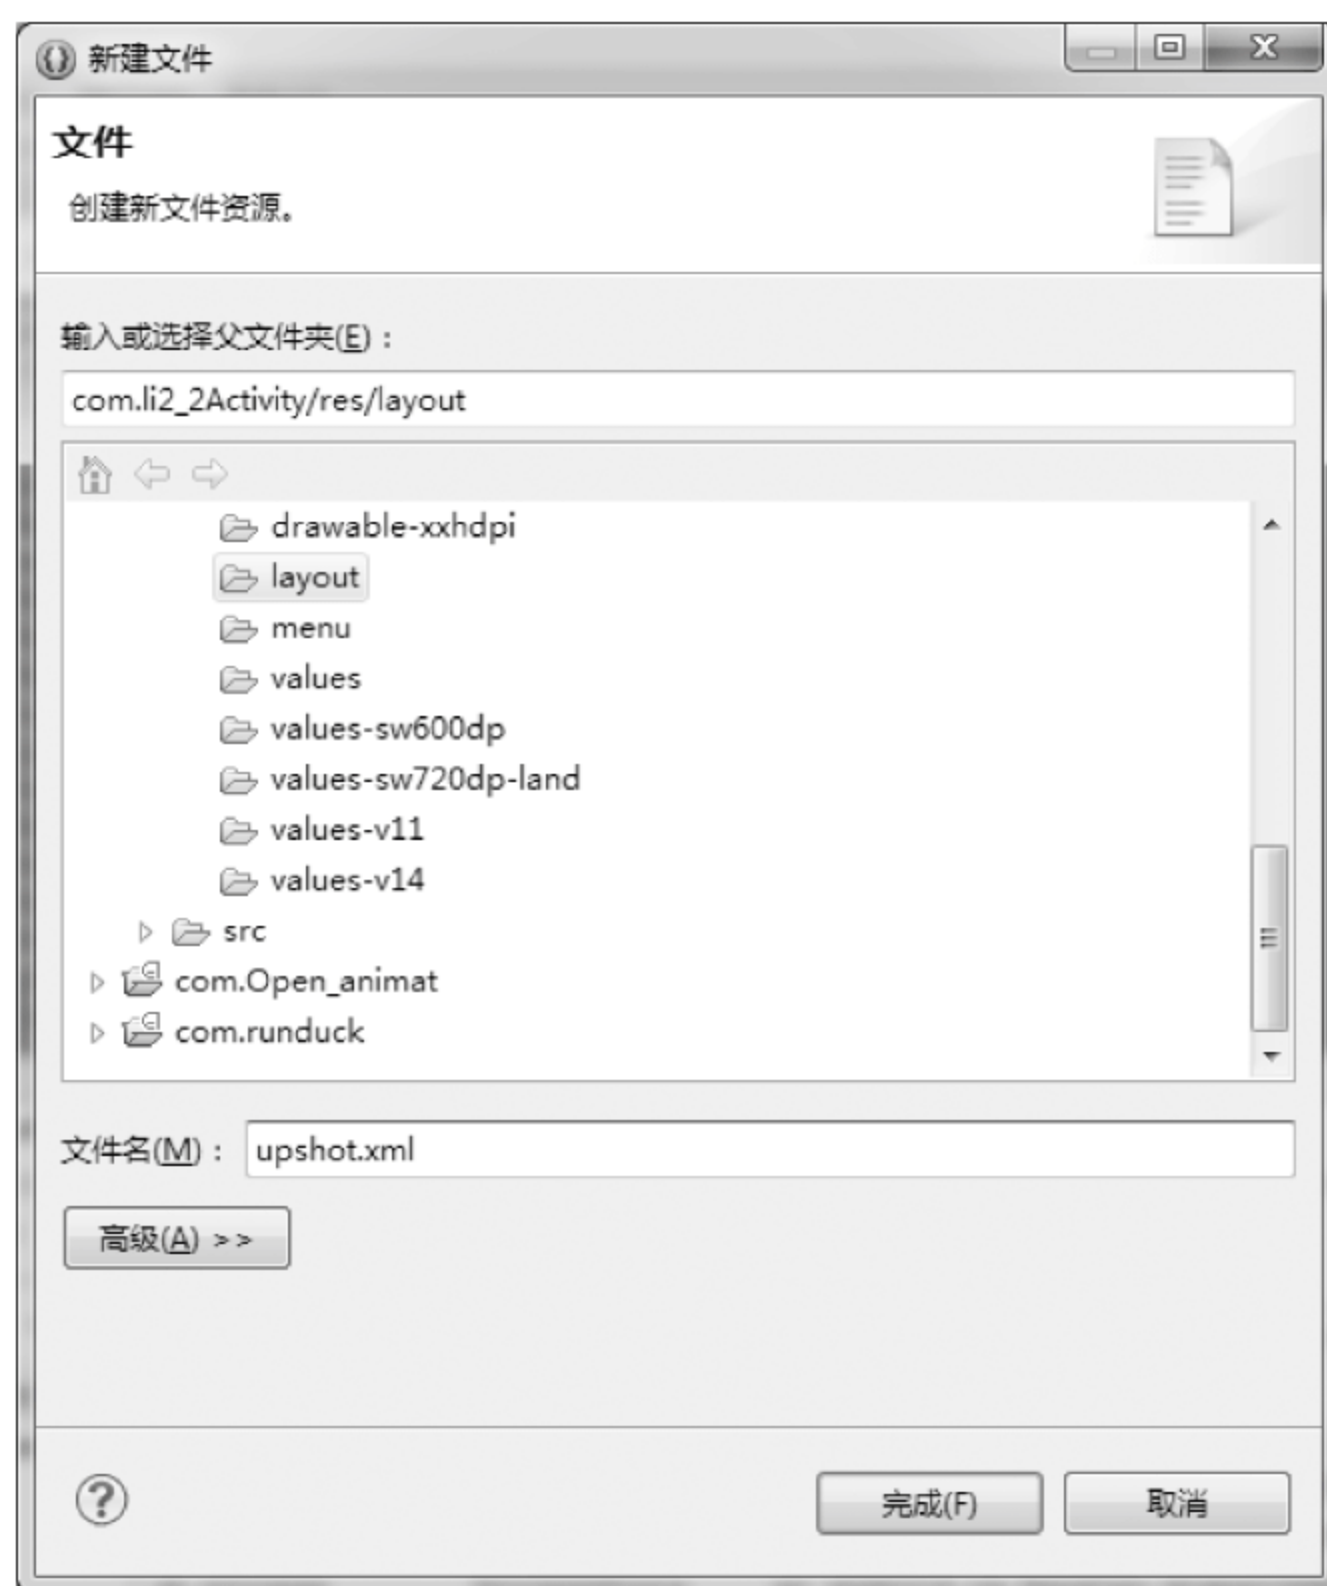 新建文件
文件
创建新文件资源。
输入或选择父文件夹(E)：
com.li2_2Activity/res/layout
drawable-xxhdpi
layout
menu
values
values-sw600dp
values-sw720dp-land
values-v11
values-v14
src
com.Open_animat
com.runduck
文件名(M)： upshot.xml
高级(A) >>
完成(F) 取消